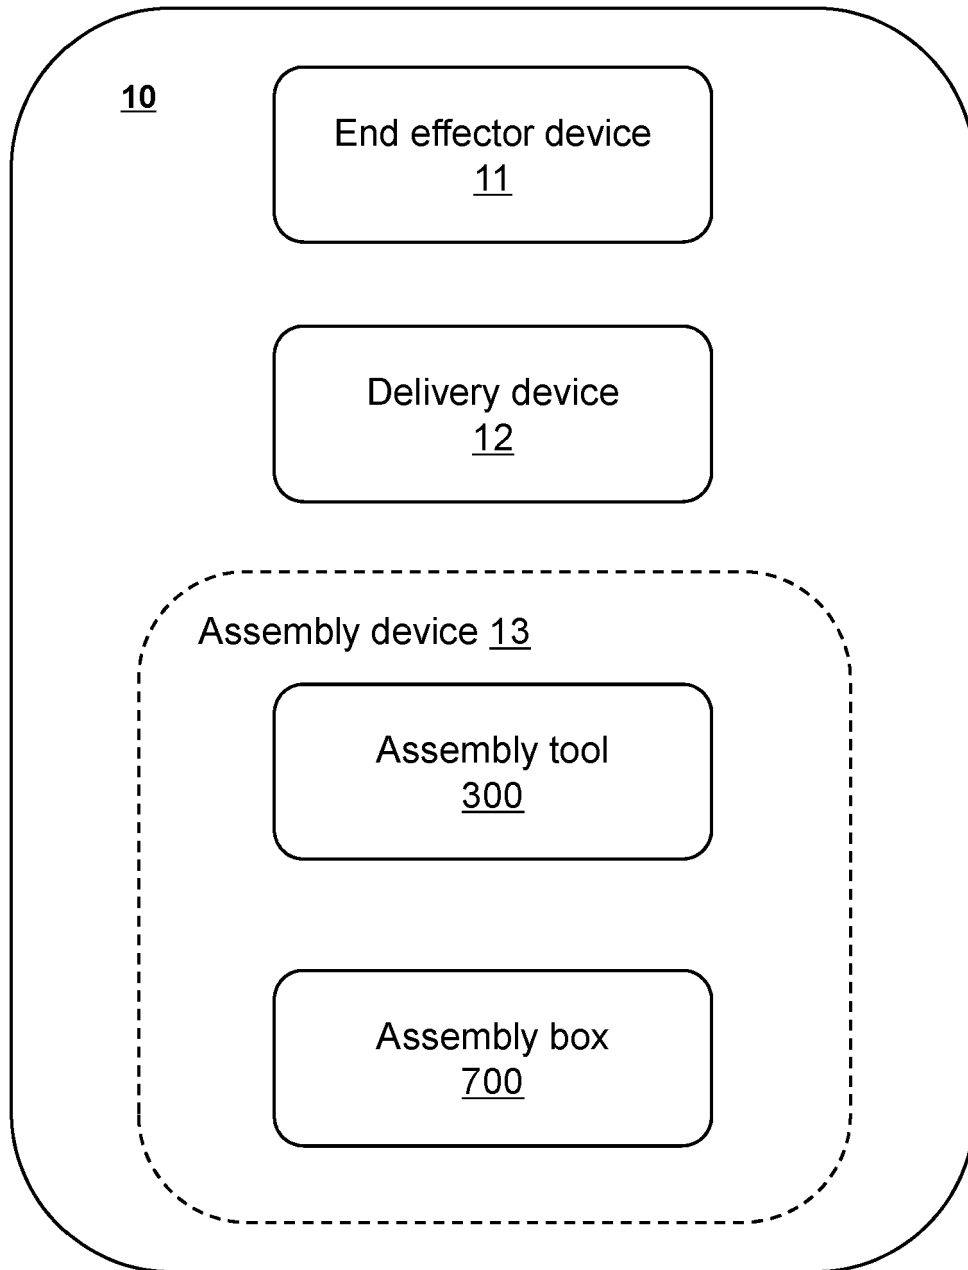 10
End effector device
11
Delivery device
12
Assembly device 13
Assembly tool
300
Assembly box
700